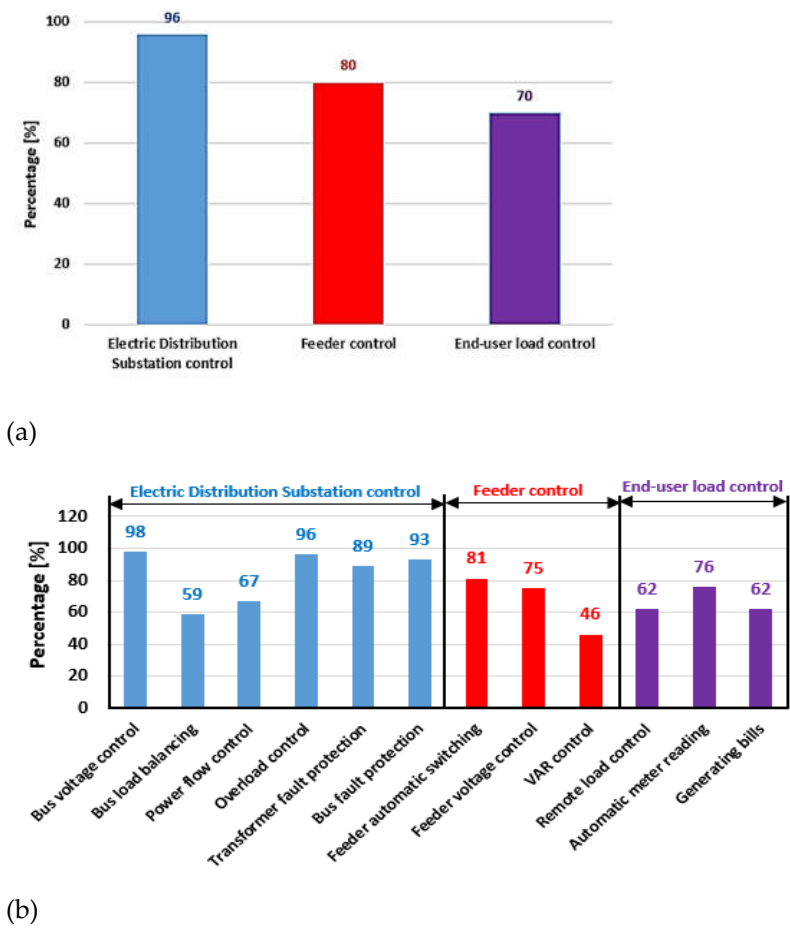 100
80
60
40
20
0
Percentage [%]
96
80
70
Electric Distribution
Substation control
Feeder control
End-user load control
(a)
Electric Distribution Substation control
Feeder control
End-user load control
120
100
80
60
40
20
0
Percentage [%]
98
59
67
96
89
93
81
75
46
62
76
62
Bus voltage control
Bus load balancing
Power flow control
Overload control
Transformer fault protection
Bus fault protection
Feeder automatic switching
Feeder voltage control
VAR control
Remote load control
Automatic meter reading
Generating bills
(b)